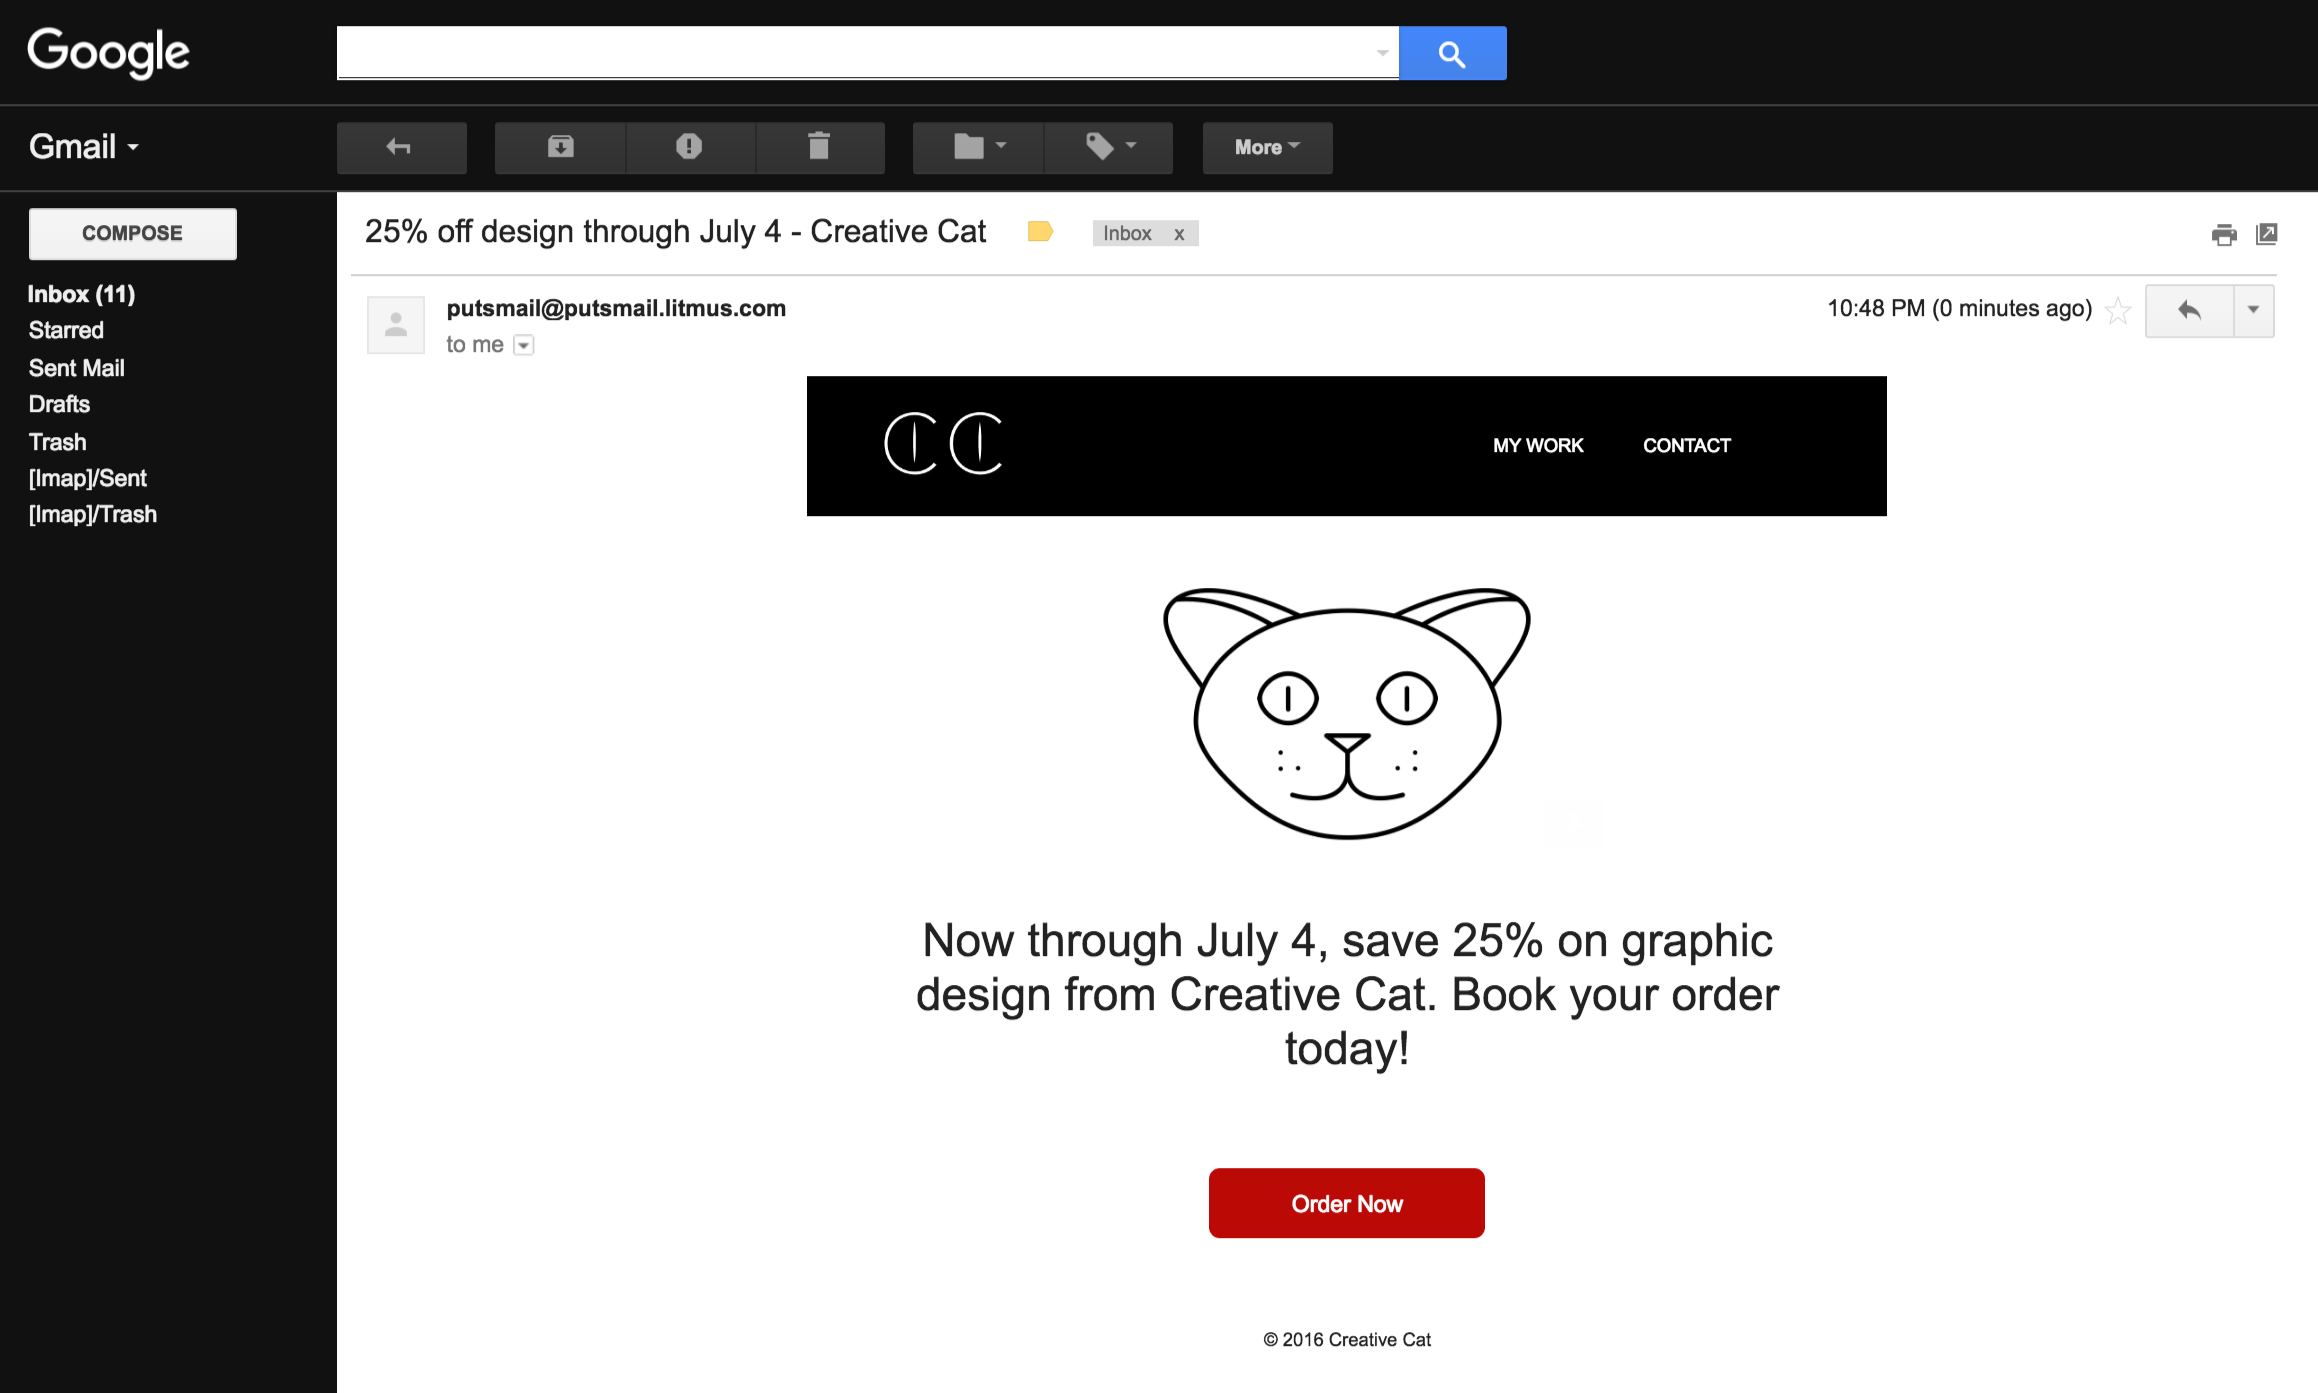 Google
Gmail
More
COMPOSE
Inbox (11)
Starred
Sent Mail
Drafts
Trash
[Imap]/Sent
[Imap]/Trash
25% off design through July 4 - Creative Cat
Inbox x
putsmail@putsmail.litmus.com
10:48 PM (0 minutes ago)
to me
CC
MY WORK CONTACT
Now through July 4, save 25% on graphic
design from Creative Cat. Book your order
today!
Order Now
© 2016 Creative Cat